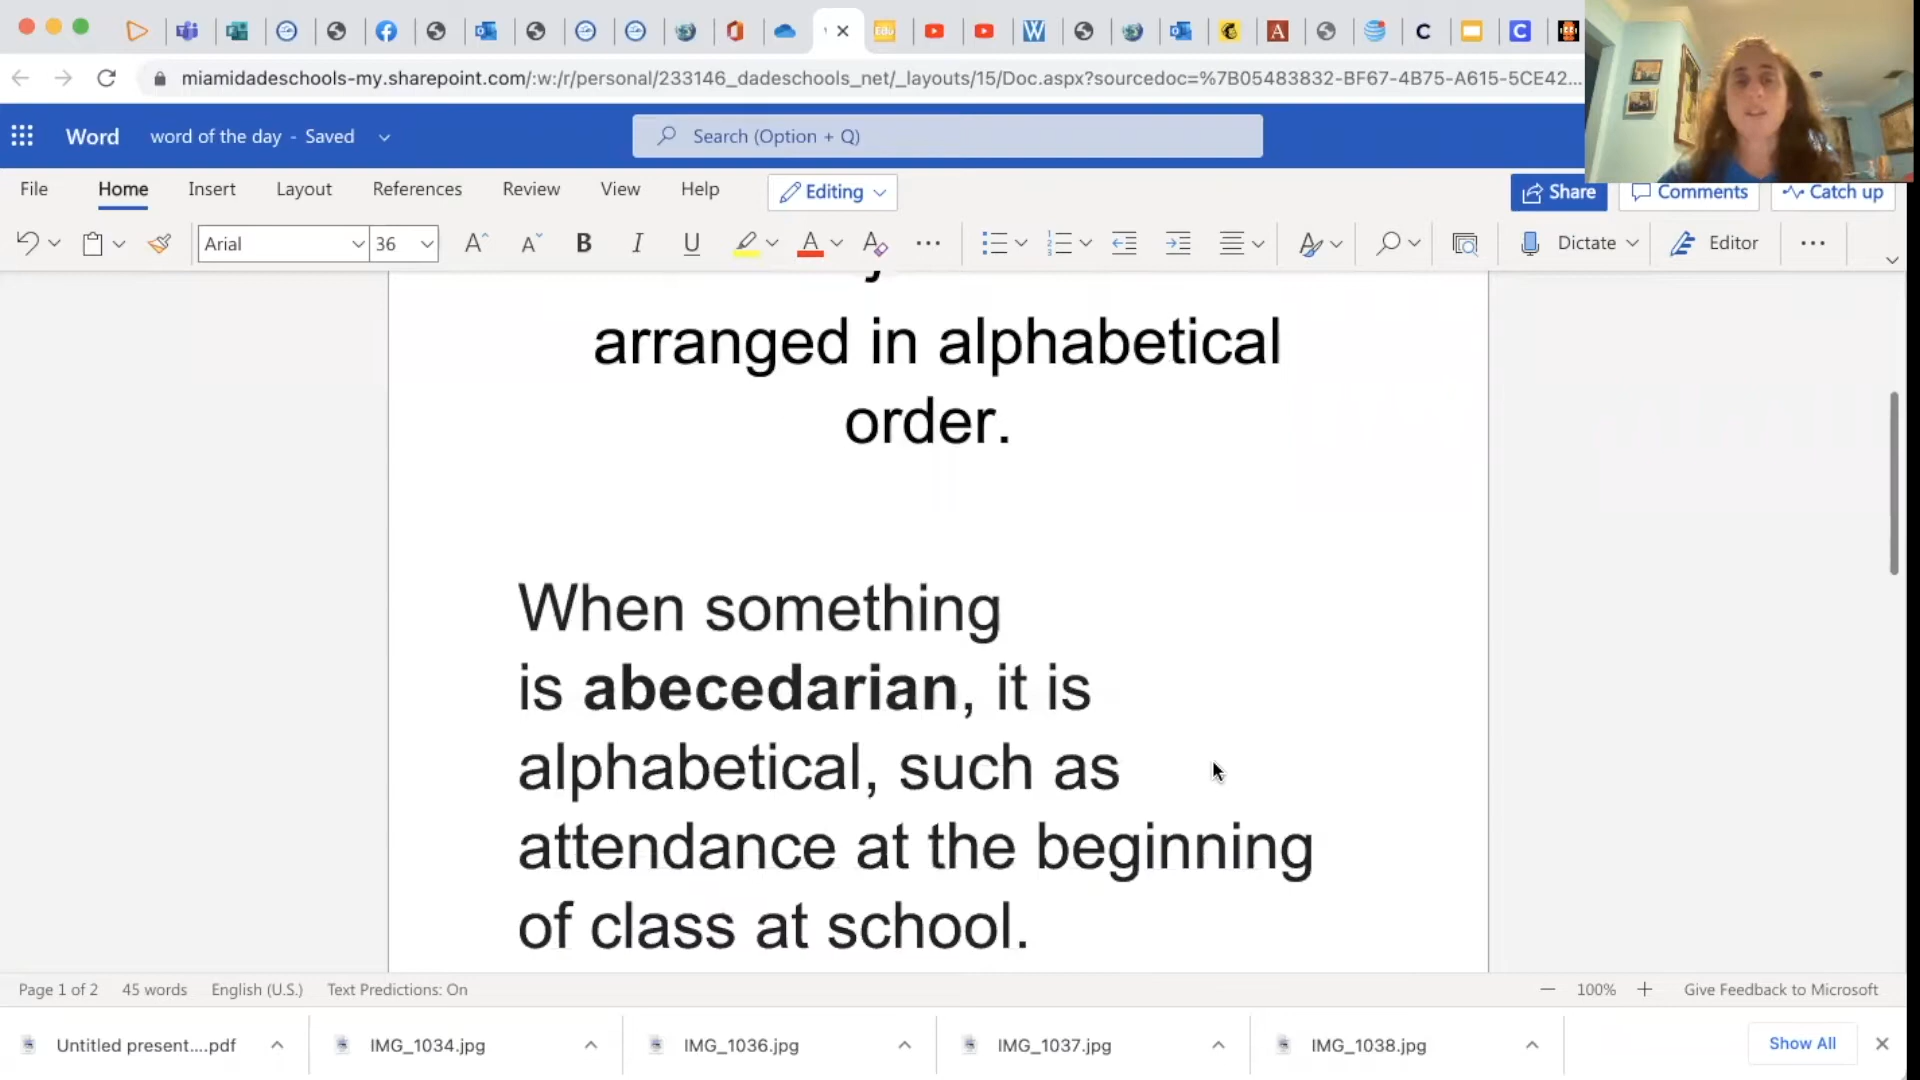 miamidadeschools-my.sharepoint.com/:w:/r/personal/233146_dadeschools_net/_layouts/15/Doc.aspx?sourcedoc=%7B05483832-BF67-4B75-A615-5CE42...
Word word of the day - Saved Search (Option + Q)
File Home Insert Layout References Review View Help Editing Share Comments Catch up
Arial 36 A A B I U A A Dictate Editor
arranged in alphabetical
order.
When something
is abecedarian, it is
alphabetical, such as
attendance at the beginning
of class at school.
Page 1 of 2 45 words English (U.S.) Text Predictions: On 100% Give Feedback to Microsoft
Untitled present....pdf IMG_1034.jpg IMG_1036.jpg IMG_1037.jpg IMG_1038.jpg Show All